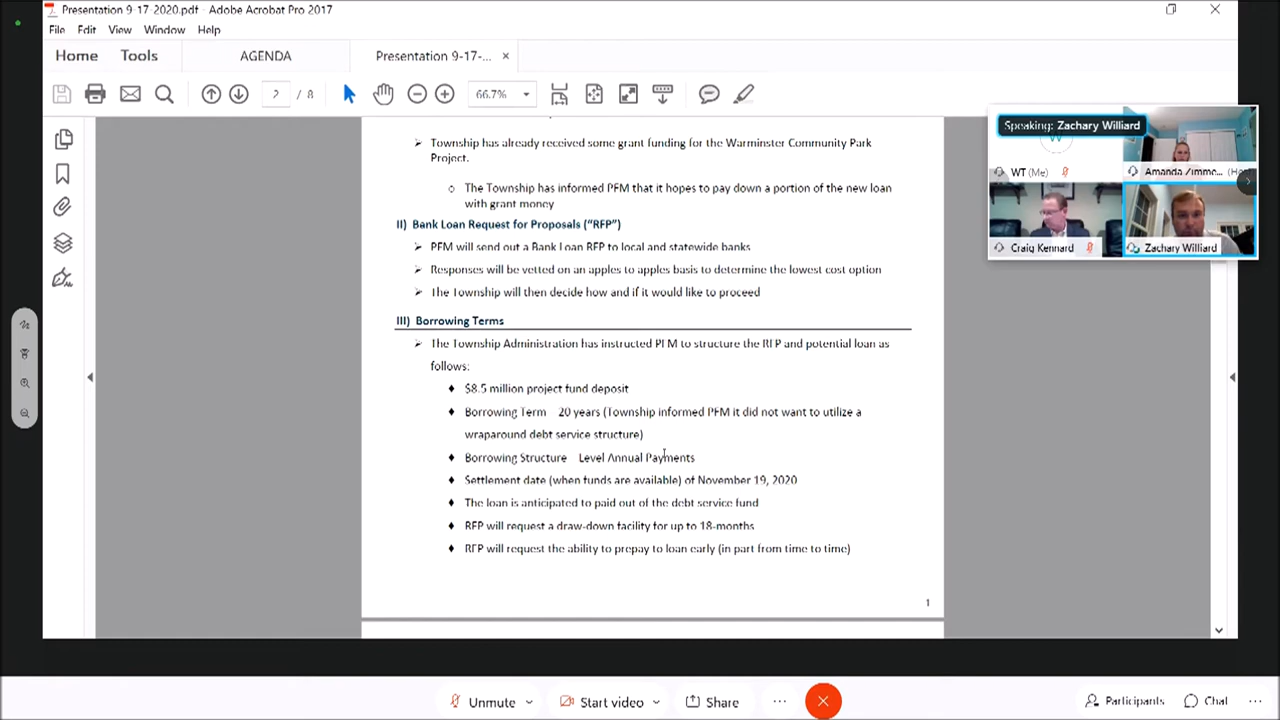 Presentation 9-17-2020.pdf - Adobe Acrobat Pro 2017
File Edit View Window Help
Home Tools AGENDA Presentation 9-17-... ×
2 / 8 66.7%
Speaking: Zachary Williard
WT (Me)
Amanda Zimme... (Ho
Craig Kennard
Zachary Williard
Township has already received some grant funding for the Warminster Community Park
Project.
The Township has informed PFM that it hopes to pay down a portion of the new loan
with grant money
II) Bank Loan Request for Proposals ("RFP")
PFM will send out a Bank Loan RFP to local and statewide banks
Responses will be vetted on an apples to apples basis to determine the lowest cost option
The Township will then decide how and if it would like to proceed
III) Borrowing Terms
The Township Administration has instructed PFM to structure the RFP and potential loan as
follows:
$8.5 million project fund deposit
Borrowing Term 20 years (Township informed PFM it did not want to utilize a
wraparound debt service structure)
Borrowing Structure Level Annual Payments
Settlement date (when funds are available) of November 19, 2020
The loan is anticipated to paid out of the debt service fund
RFP will request a draw-down facility for up to 18-months
RFP will request the ability to prepay to loan early (in part from time to time)
1
Unmute Start video Share ... Participants Chat ...